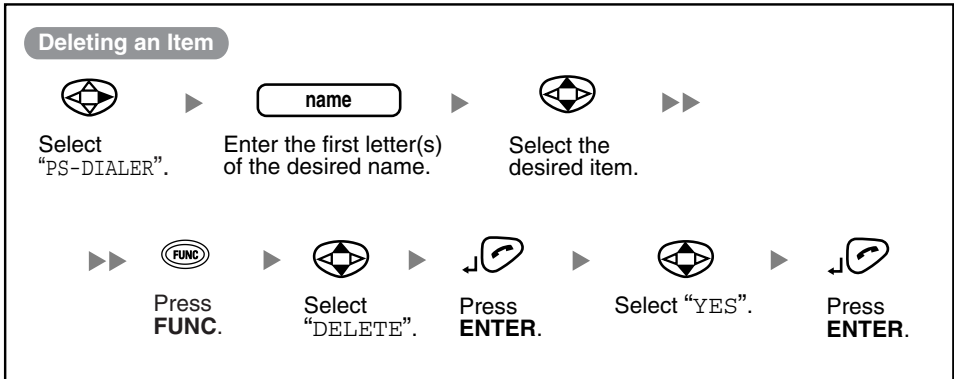 Deleting an Item
name
Select
“PS-DIALER”.
Enter the first letter(s)
of the desired name.
Select the
desired item.
FUNC
Press
FUNC.
Select
“DELETE”.
Press
ENTER.
Select “YES”.
Press
ENTER.